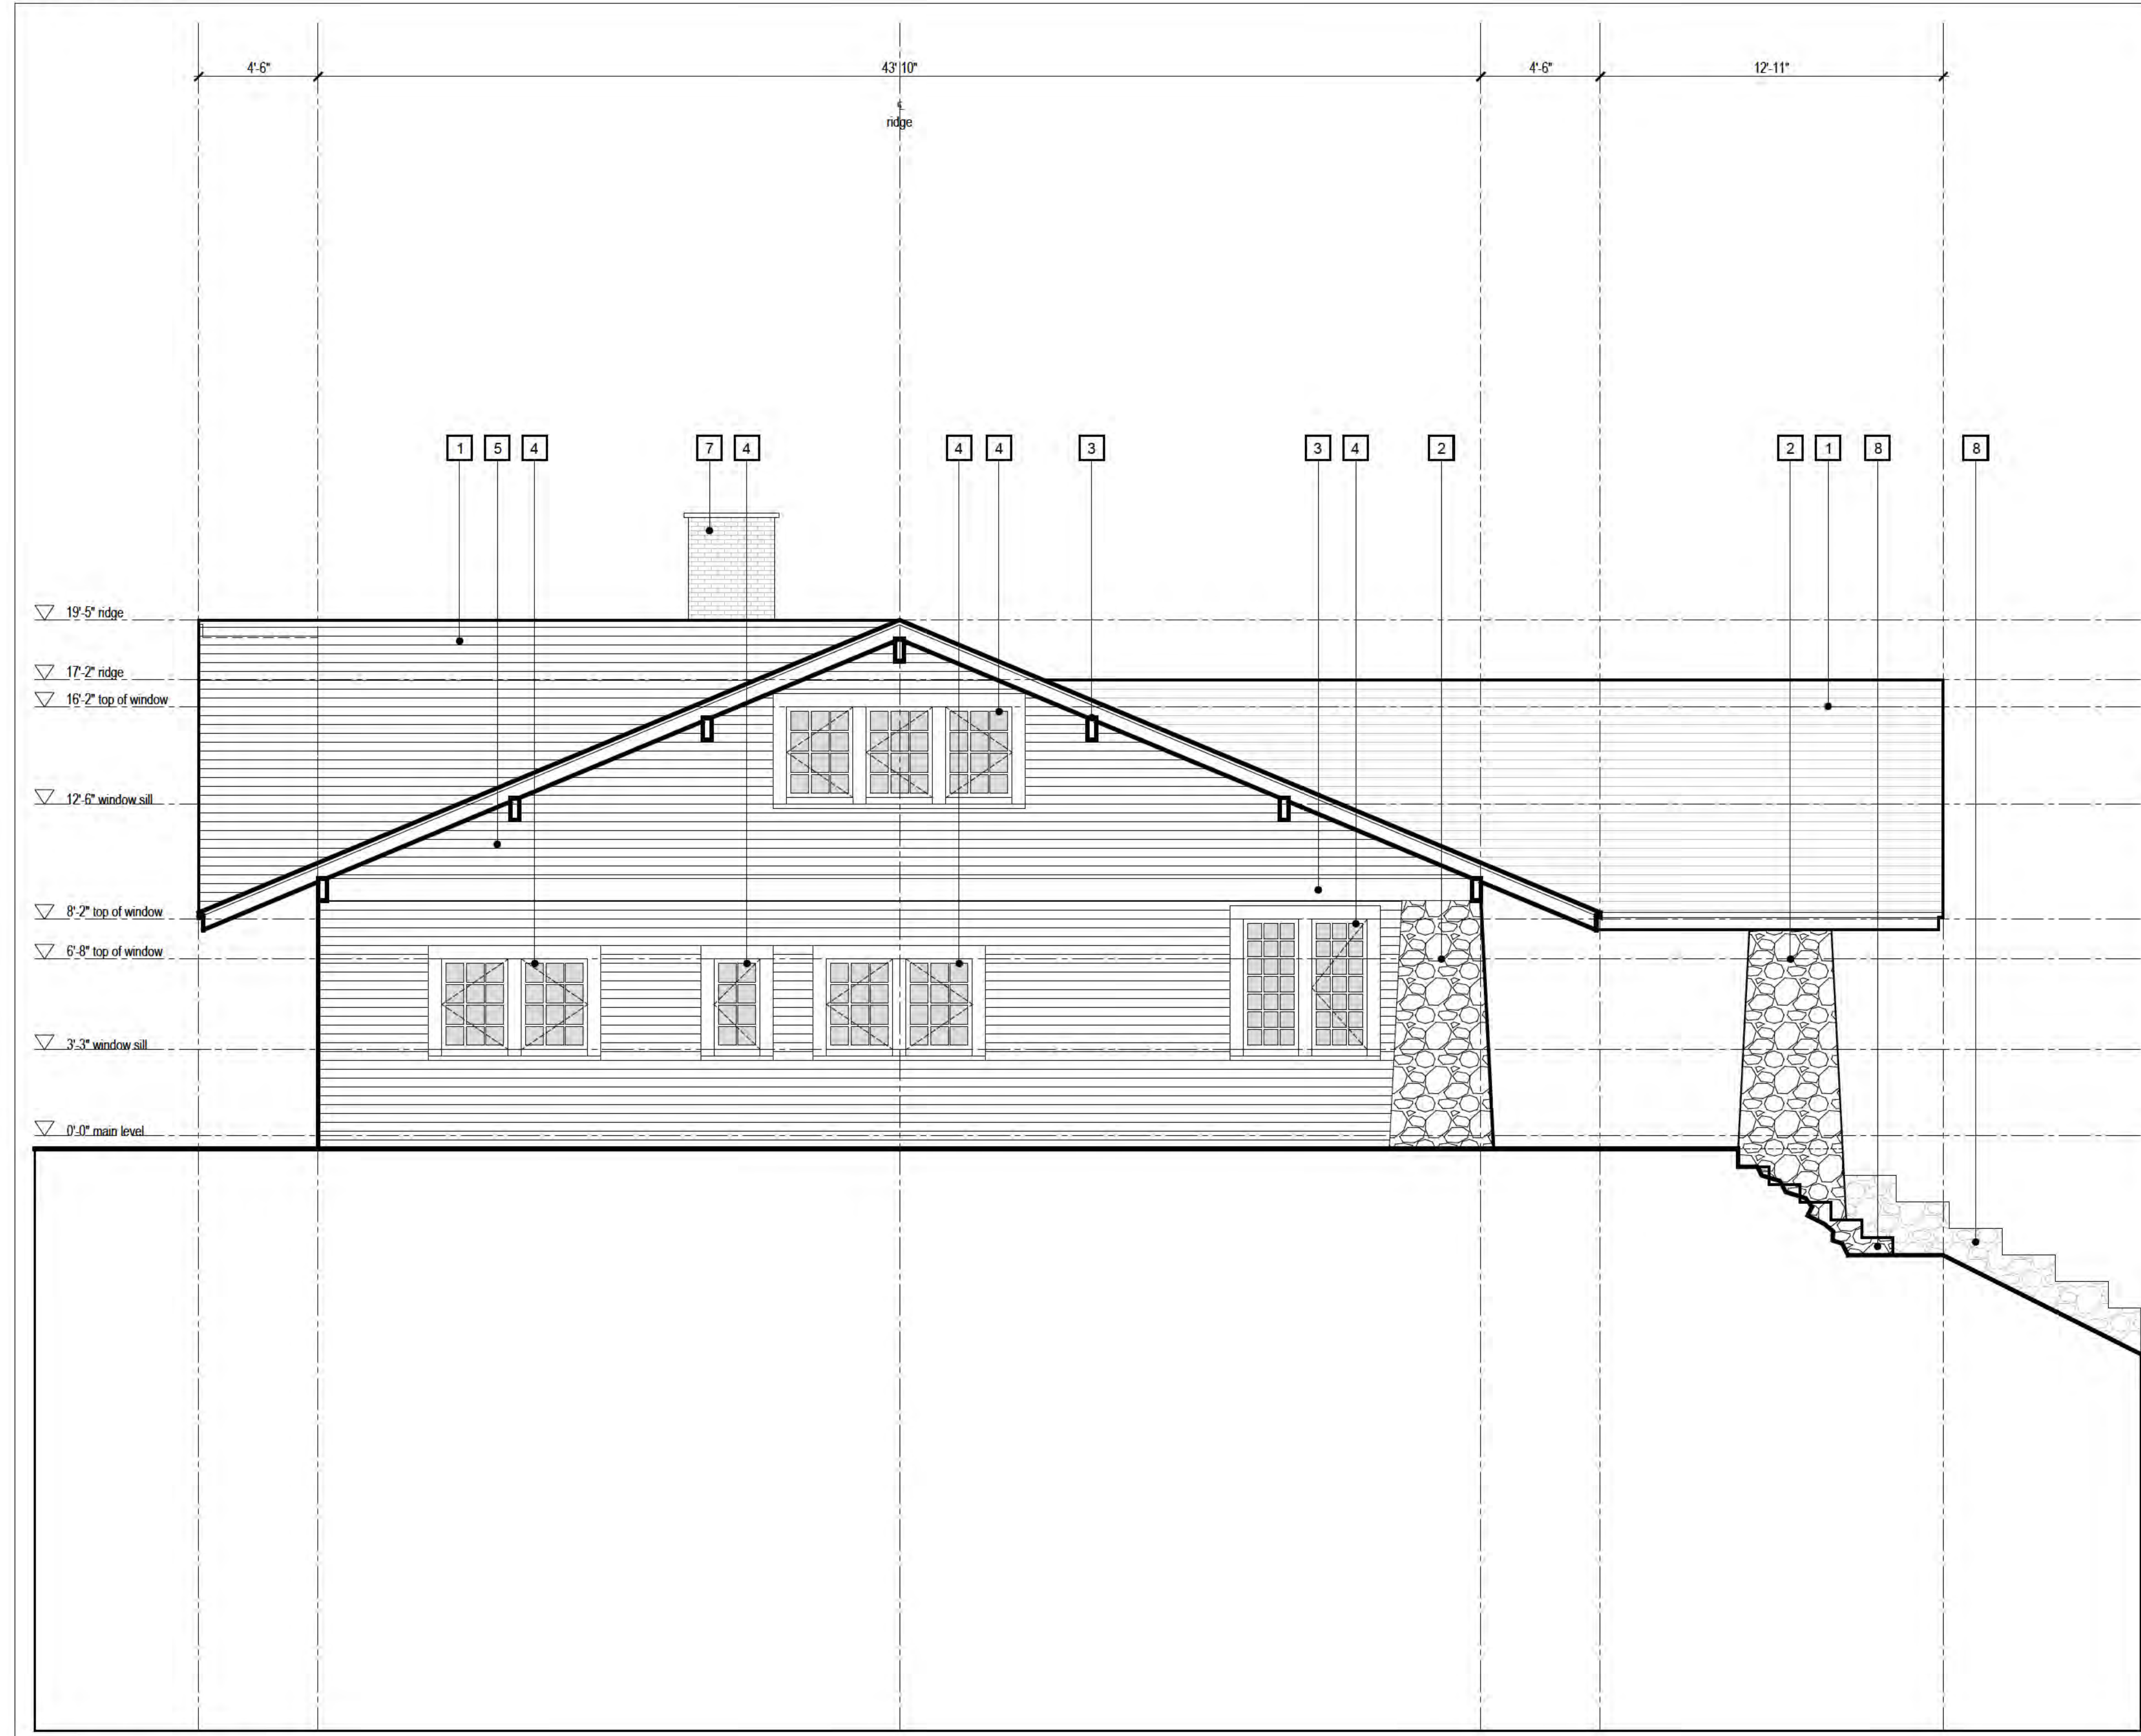 4'-6"
43'10"
4'-6"
12'-11"
℄
ridge
1
5
4
7
4
4
4
3
3
4
2
2
1
8
8
19'-5" ridge
17'-2" ridge
16'-2" top of window
12'-6" window sill
8'-2" top of window
6'-8" top of window
3'-3" window sill
0'-0" main level